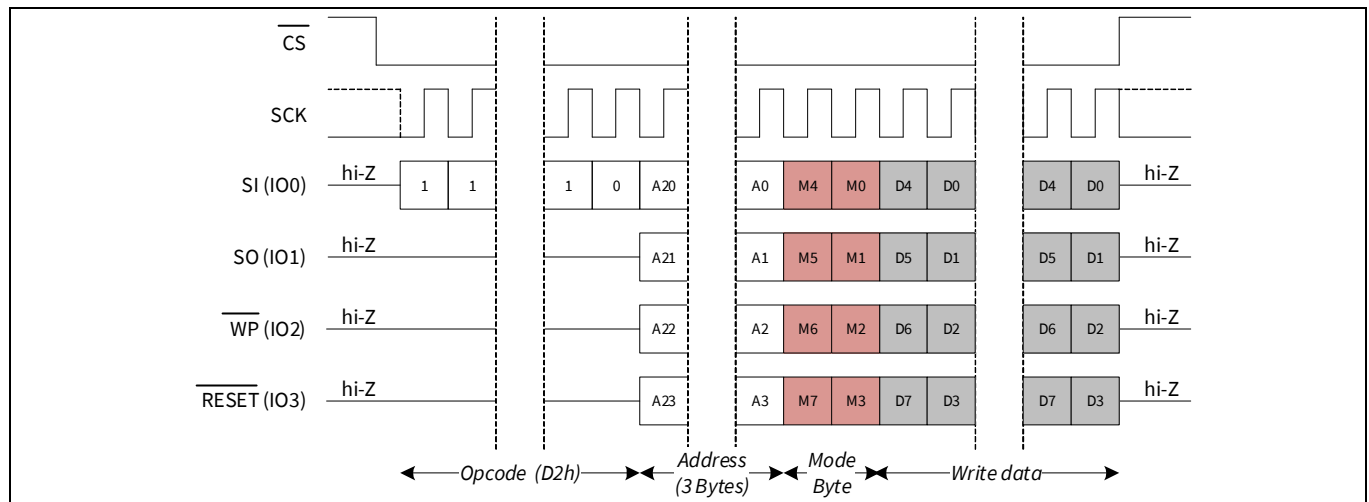 CS
SCK
SI (IO0) hi-Z 1 1 1 0 A20 A0 M4 M0 D4 D0 D4 D0 hi-Z
SO (IO1) hi-Z A21 A1 M5 M1 D5 D1 D5 D1 hi-Z
WP (IO2) hi-Z A22 A2 M6 M2 D6 D2 D6 D2 hi-Z
RESET (IO3) hi-Z A23 A3 M7 M3 D7 D3 D7 D3 hi-Z
Opcode (D2h) Address Mode Write data
(3 Bytes) Byte